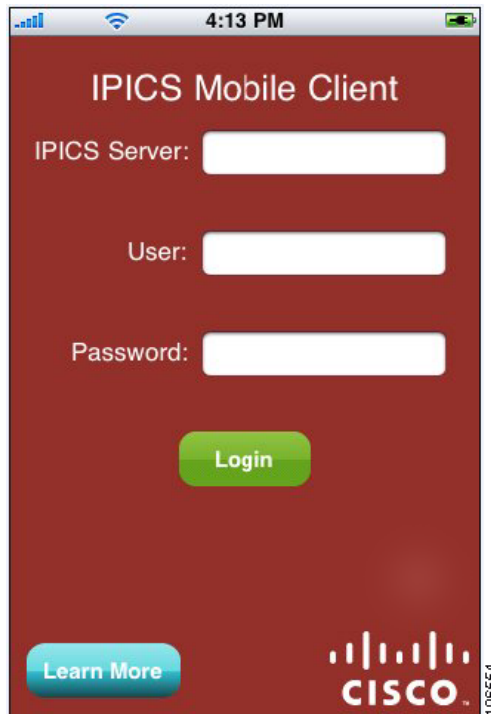 4:13 PM
IPICS Mobile Client
IPICS Server:
User:
Password:
Login
Learn More
CISCO